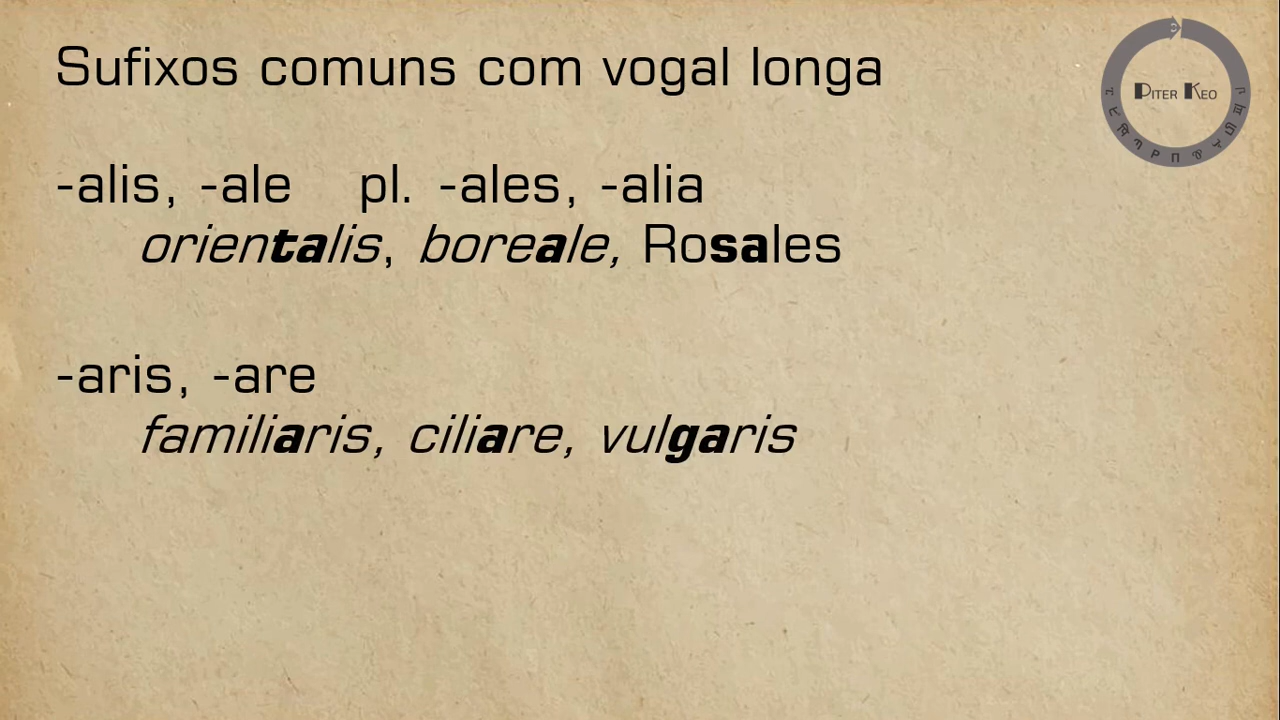 Sufixos comuns com vogal longa
PITER KEO
-alis, -ale pl. -ales, -alia
orientalis, boreale, Rosales
-aris, -are
familiaris, ciliare, vulgaris